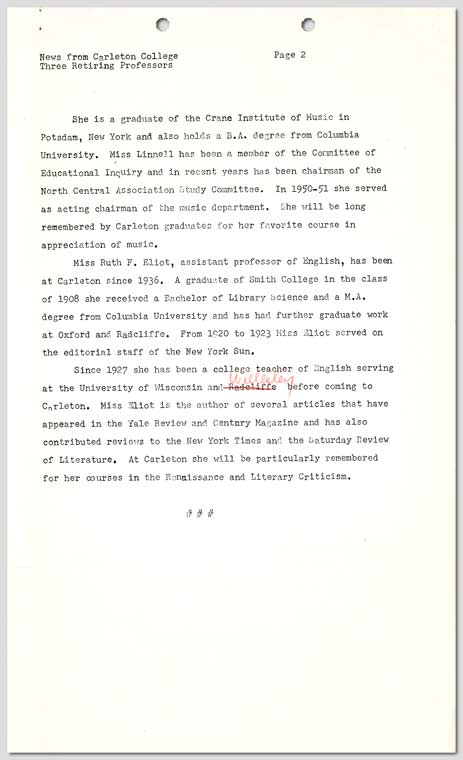 News from Carleton College Page 2
Three Retiring Professors
She is a graduate of the Crane Institute of Music in
Potsdam, New York and also holds a B.A. degree from Columbia
University. Miss Linnell has been a member of the Committee of
Educational Inquiry and in recent years has been chairman of the
North Central Association Study Committee. In 1950-51 she served
as acting chairman of the music department. She will be long
remembered by Carleton graduates for her favorite course in
appreciation of music.
Miss Ruth F. Eliot, assistant professor of English, has been
at Carleton since 1936. A graduate of Smith College in the class
of 1908 she received a Bachelor of Library Science and a M.A.
degree from Columbia University and has had further graduate work
at Oxford and Radcliffe. From 1920 to 1923 Miss Eliot served on
the editorial staff of the New York Sun.
Since 1927 she has been a college teacher of English serving
Wellesley
at the University of Wisconsin and Radcliffe before coming to
Carleton. Miss Eliot is the author of several articles that have
appeared in the Yale Review and Century Magazine and has also
contributed reviews to the New York Times and the Saturday Review
of Literature. At Carleton she will be particularly remembered
for her courses in the Renaissance and Literary Criticism.
# # #